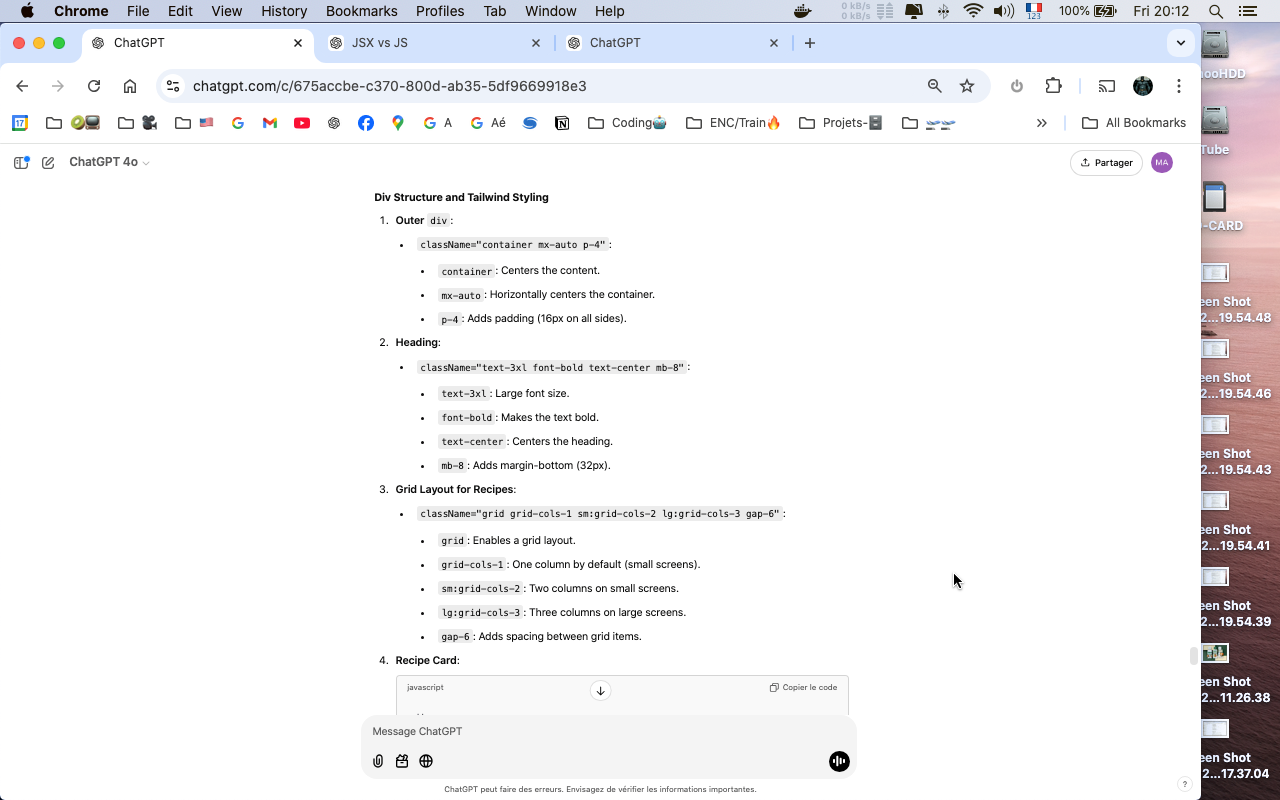 Chrome File Edit View History Bookmarks Profiles Tab Window Help
0 kB/s
0 kB/s
123
100%
Fri 20:12
ChatGPT
JSX vs JS
ChatGPT
chatgpt.com/c/675accbe-c370-800d-ab35-5df9669918e3
17
A
Aé
Coding
ENC/Train
Projets-
All Bookmarks
ChatGPT 4o
Partager
MA
Div Structure and Tailwind Styling
1. Outer div:
className="container mx-auto p-4":
container: Centers the content.
mx-auto: Horizontally centers the container.
p-4: Adds padding (16px on all sides).
2. Heading:
className="text-3xl font-bold text-center mb-8":
text-3xl: Large font size.
font-bold: Makes the text bold.
text-center: Centers the heading.
mb-8: Adds margin-bottom (32px).
3. Grid Layout for Recipes:
className="grid grid-cols-1 sm:grid-cols-2 lg:grid-cols-3 gap-6":
grid: Enables a grid layout.
grid-cols-1: One column by default (small screens).
sm:grid-cols-2: Two columns on small screens.
lg:grid-cols-3: Three columns on large screens.
gap-6: Adds spacing between grid items.
4. Recipe Card:
javascript
Copier le code
Message ChatGPT
ChatGPT peut faire des erreurs. Envisagez de vérifier les informations importantes.
?
ooHDD
Tube
-CARD
een Shot
2...19.54.48
een Shot
2...19.54.46
een Shot
2...19.54.43
een Shot
2...19.54.41
een Shot
2...19.54.39
een Shot
2...11.26.38
een Shot
2...17.37.04